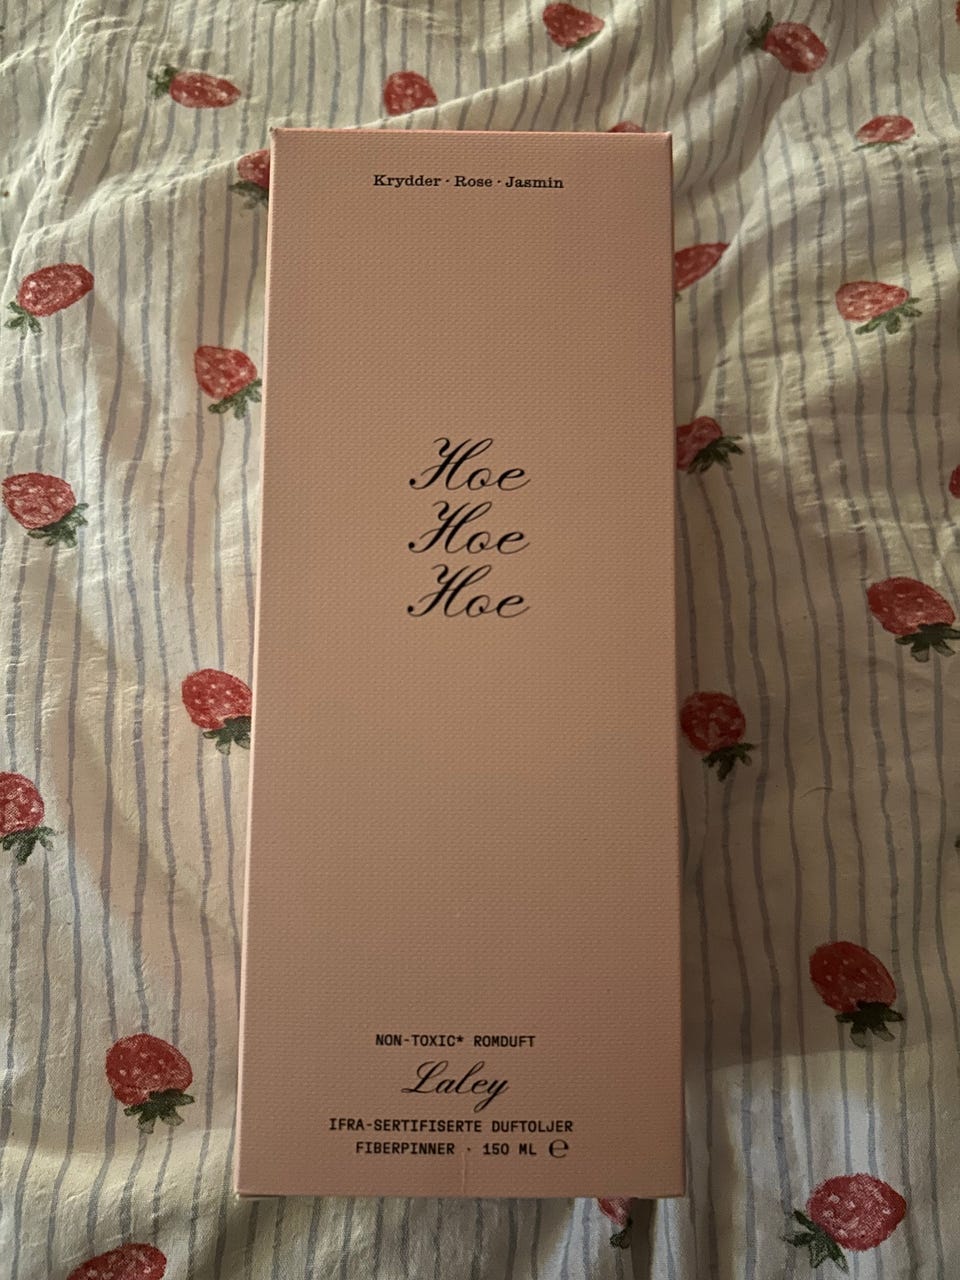 Krydder · Rose · Jasmin
Hoe
Hoe
Hoe
NON-TOXIC* ROMDUFT
Laley
IFRA-SERTIFISERTE DUFTOLJER
FIBERPINNER · 150 ML ℮